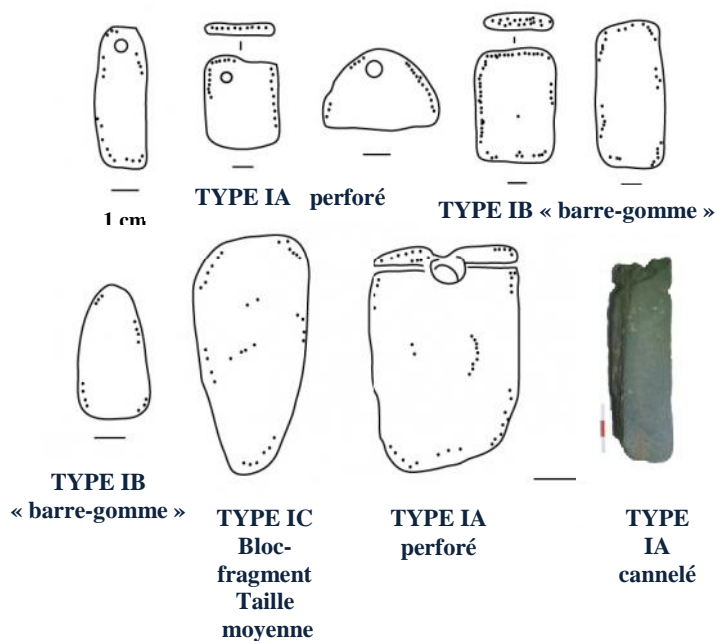 1 cm
TYPE IA perforé
TYPE IB « barre-gomme »
TYPE IB
« barre-gomme »
TYPE IC
Bloc-
fragment
Taille
moyenne
TYPE IA
perforé
TYPE
IA
cannelé